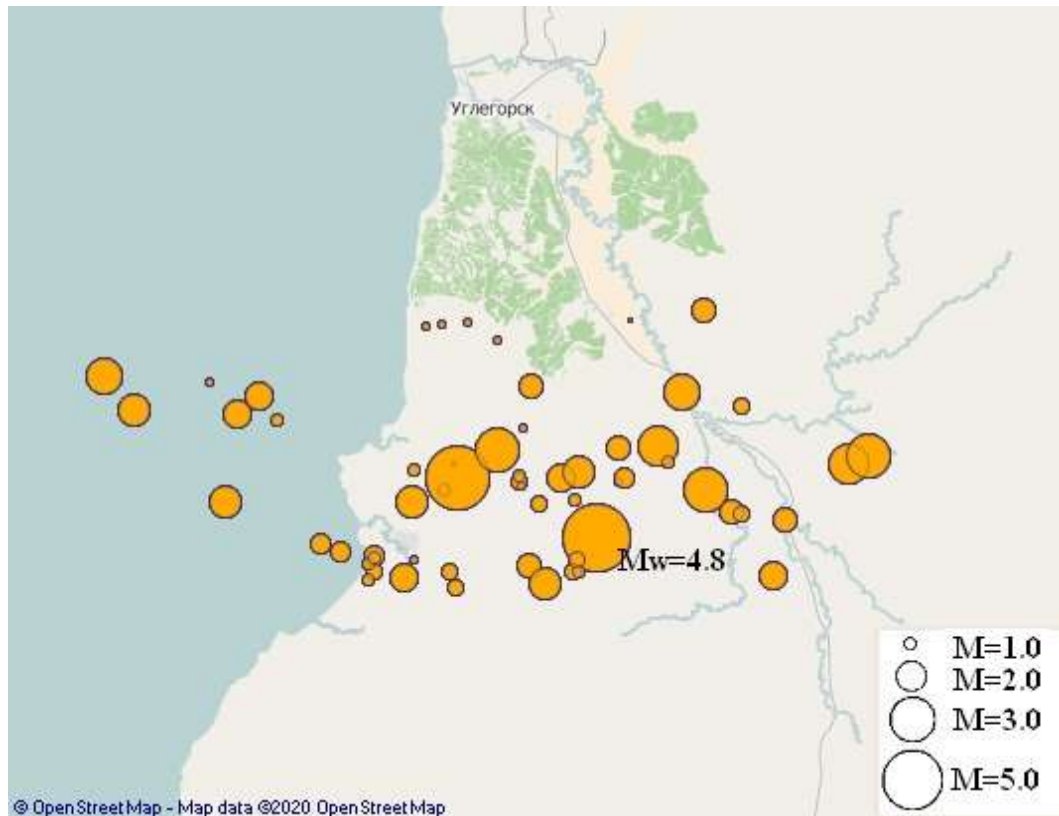 Углегорск
Mw=4.8
M=1.0
M=2.0
M=3.0
M=5.0
© OpenStreetMap - Map data ©2020 OpenStreetMap